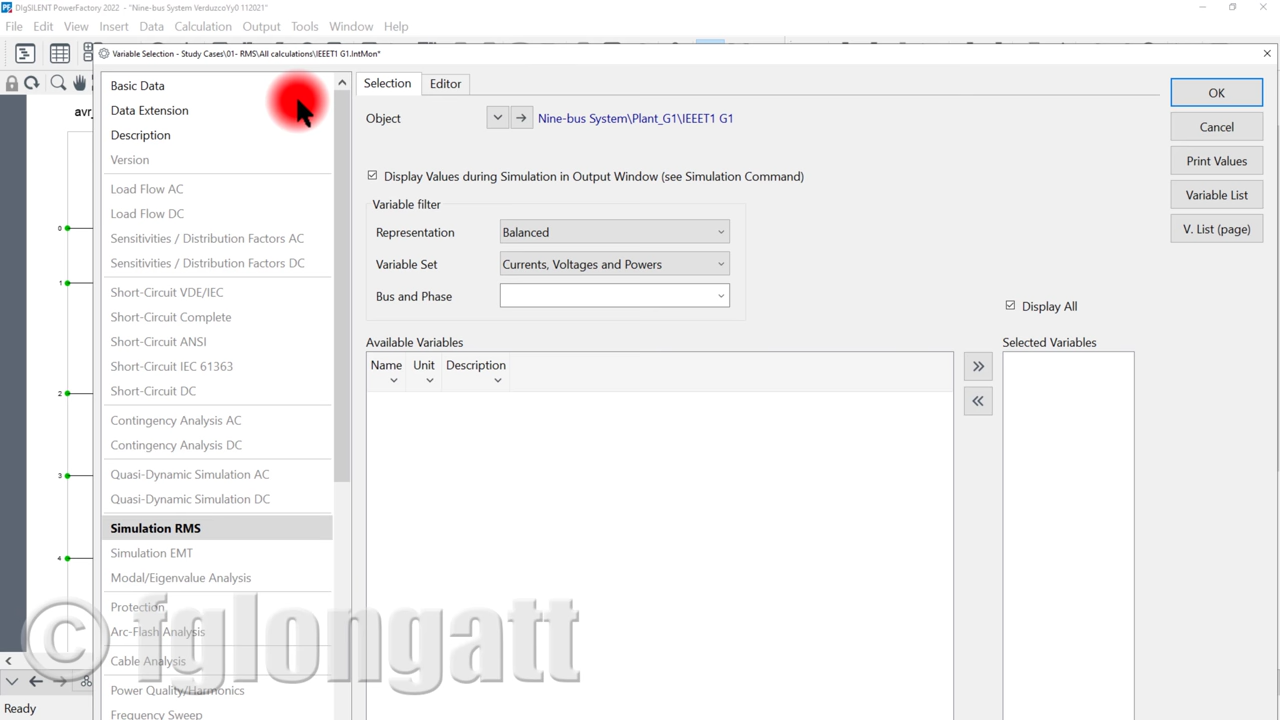 DIgSILENT PowerFactory 2022 - "Nine-bus System VerduzcoYy0 112021"
File Edit View Insert Data Calculation Output Tools Window Help
Variable Selection - Study Cases\01- RMS\All calculations\IEEET1 G1.IntMon*
avr_
0
1
2
3
4
Ready
Basic Data
Data Extension
Description
Version
Load Flow AC
Load Flow DC
Sensitivities / Distribution Factors AC
Sensitivities / Distribution Factors DC
Short-Circuit VDE/IEC
Short-Circuit Complete
Short-Circuit ANSI
Short-Circuit IEC 61363
Short-Circuit DC
Contingency Analysis AC
Contingency Analysis DC
Quasi-Dynamic Simulation AC
Quasi-Dynamic Simulation DC
Simulation RMS
Simulation EMT
Modal/Eigenvalue Analysis
Protection
Arc-Flash Analysis
Cable Analysis
Power Quality/Harmonics
Frequency Sweep
Selection Editor
Object Nine-bus System\Plant_G1\IEEET1 G1
Display Values during Simulation in Output Window (see Simulation Command)
Variable filter
Representation Balanced
Variable Set Currents, Voltages and Powers
Bus and Phase
Display All
Available Variables
Name Unit Description
Selected Variables
OK
Cancel
Print Values
Variable List
V. List (page)
© fglongatt